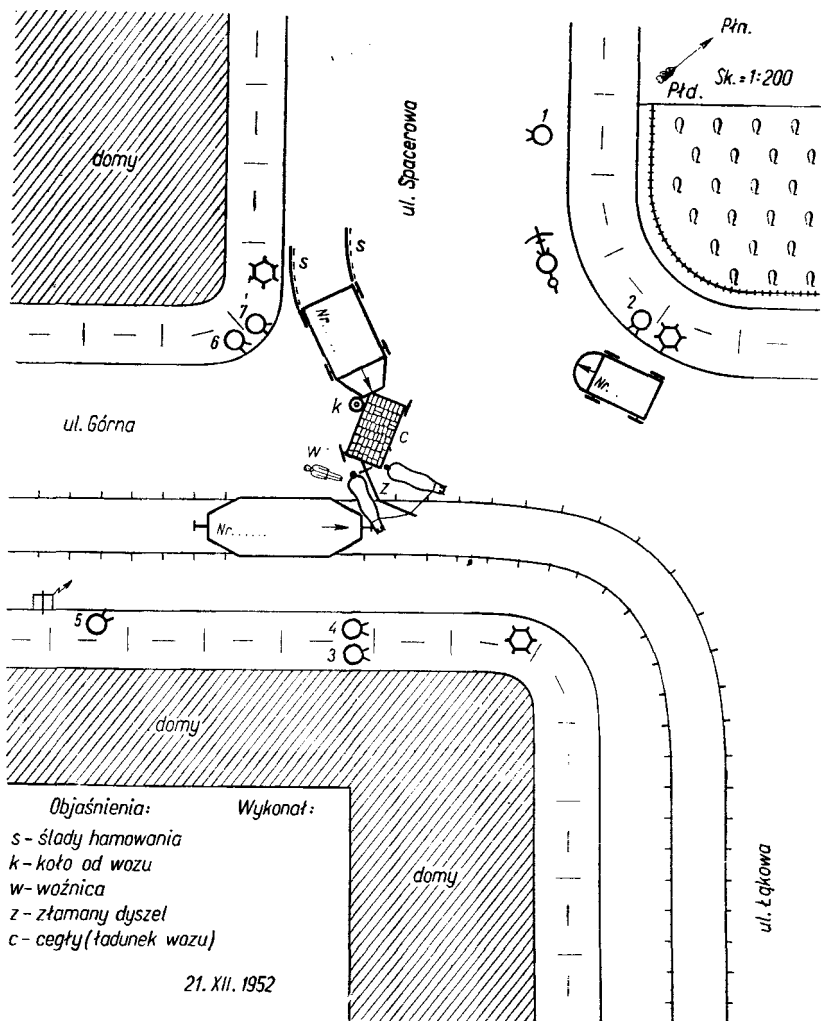 Płn.
Sk.=1:200
Płd.
1
ul. Spacerowa
domy
s
s
2
7
6
Nr. . . . .
Nr. . .
k
c
w
z
ul. Górna
Nr. . . . . .
5
4
3
domy
domy
ul. Łąkowa
Objaśnienia:
Wykonał:
s - ślady hamowania
k - koło od wozu
w - woźnica
z - złamany dyszel
c - cegły (ładunek wozu)
21. XII. 1952